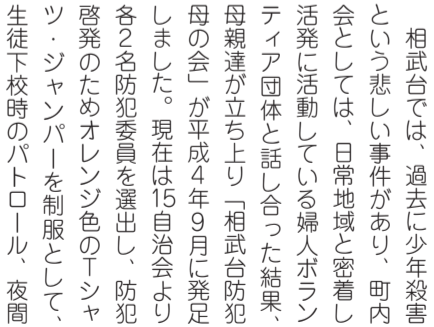 相武台では、過去に少年殺害
という悲しい事件があり、町内
会としては、日常地域と密着し
活発に活動している婦人ボラン
ティア団体と話し合った結果、
母親達が立ち上り「相武台防犯
母の会」が平成4年9月に発足
しました。現在は15自治会より
各2名防犯委員を選出し、防犯
啓発のためオレンジ色のTシャ
ツ・ジャンパーを制服として、
生徒下校時のパトロール、夜間